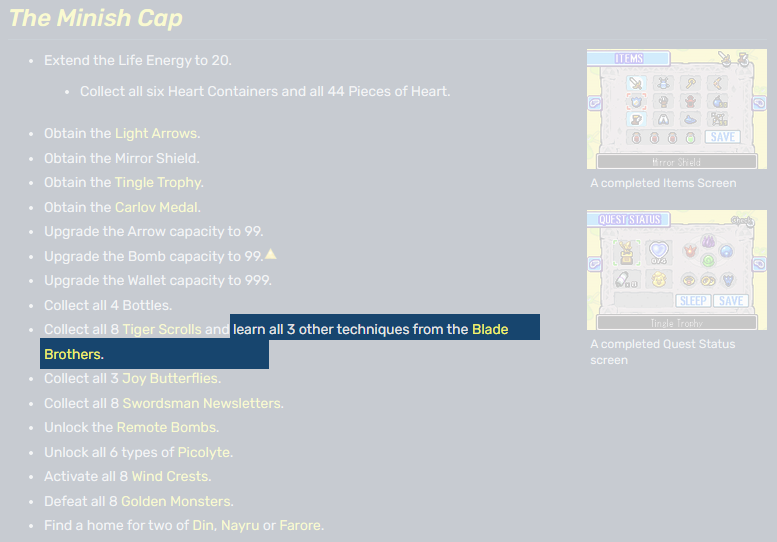 The Minish Cap
Extend the Life Energy to 20.
Collect all six Heart Containers and all 44 Pieces of Heart.
Obtain the Light Arrows.
Obtain the Mirror Shield.
Obtain the Tingle Trophy.
Obtain the Carlov Medal.
Upgrade the Arrow capacity to 99.
Upgrade the Bomb capacity to 99.
Upgrade the Wallet capacity to 999.
Collect all 4 Bottles.
Collect all 8 Tiger Scrolls and learn all 3 other techniques from the Blade
Brothers.
Collect all 3 Joy Butterflies.
Collect all 8 Swordsman Newsletters.
Unlock the Remote Bombs.
Unlock all 6 types of Picolyte.
Activate all 8 Wind Crests.
Defeat all 8 Golden Monsters.
Find a home for two of Din, Nayru or Farore.
ITEMS
SAVE
Mirror Shield
A completed Items Screen
QUEST STATUS
SLEEP SAVE
Tingle Trophy
A completed Quest Status
screen